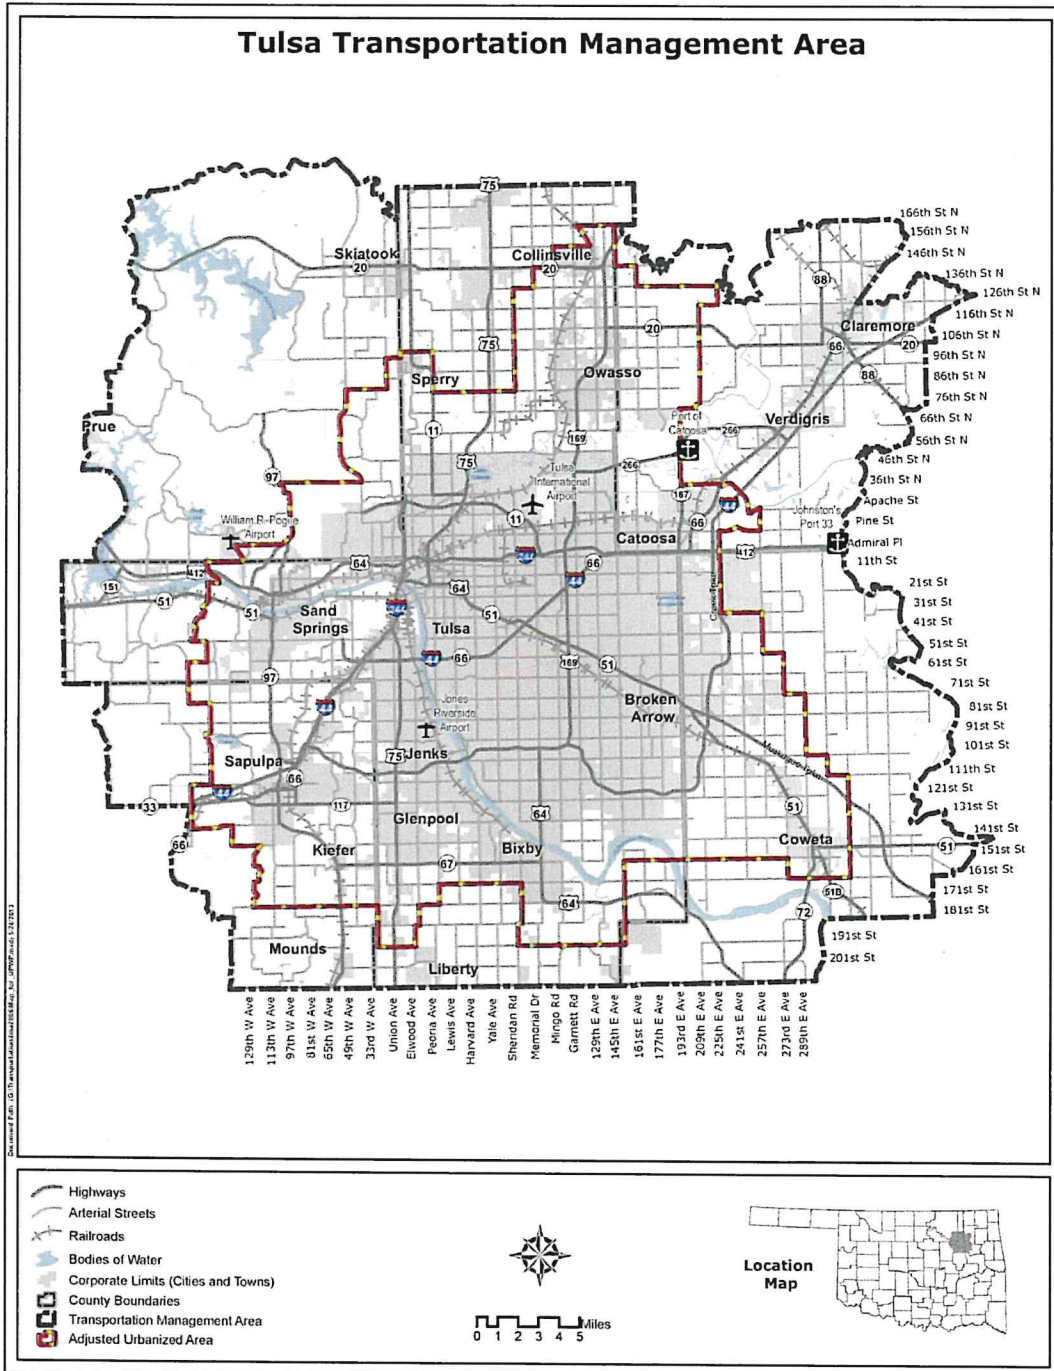 Tulsa Transportation Management Area
75
166th St N
156th St N
146th St N
Skiatook
20
Collinsville
20
88
136th St N
126th St N
116th St N
106th St N
96th St N
86th St N
76th St N
66th St N
56th St N
46th St N
36th St N
Apache St
Pine St
Admiral Pl
11th St
21st St
31st St
41st St
51st St
61st St
71st St
81st St
91st St
101st St
111th St
121st St
131st St
141st St
151st St
161st St
171st St
181st St
191st St
201st St
20
Claremore
66
20
75
88
Sperry
Owasso
Verdigris
Prue
11
169
Port of
Catoosa
266
75
97
Tulsa
International
Airport
266
167
44
66
Johnston's
Port 33
William R. Pogue
Airport
11
Catoosa
412
244
66
44
64
412
151
51
51
64
244
51
Sand
Springs
Tulsa
44
66
169
51
97
Broken
Arrow
44
Jones
Riverside
Airport
75
Jenks
Sapulpa
66
44
33
117
64
51
Glenpool
66
Kiefer
67
Bixby
Coweta
51
51B
64
72
Mounds
Liberty
129th W Ave
113th W Ave
97th W Ave
81st W Ave
65th W Ave
49th W Ave
33rd W Ave
Union Ave
Elwood Ave
Peoria Ave
Lewis Ave
Harvard Ave
Yale Ave
Sheridan Rd
Memorial Dr
Mingo Rd
Garnett Rd
129th E Ave
145th E Ave
161st E Ave
177th E Ave
193rd E Ave
209th E Ave
225th E Ave
241st E Ave
257th E Ave
273rd E Ave
289th E Ave
Highways
Arterial Streets
Railroads
Bodies of Water
Corporate Limits (Cities and Towns)
County Boundaries
Transportation Management Area
Adjusted Urbanized Area
0 1 2 3 4 5 Miles
Location
Map